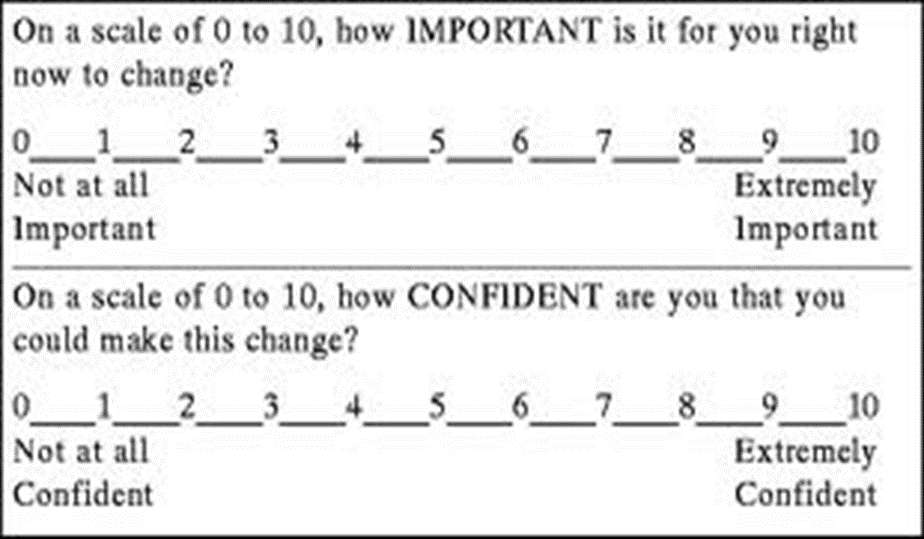 On a scale of 0 to 10, how IMPORTANT is it for you right
now to change?
0____1____2____3____4____5____6____7____8____9____10
Not at all Extremely
Important Important
On a scale of 0 to 10, how CONFIDENT are you that you
could make this change?
0____1____2____3____4____5____6____7____8____9____10
Not at all Extremely
Confident Confident